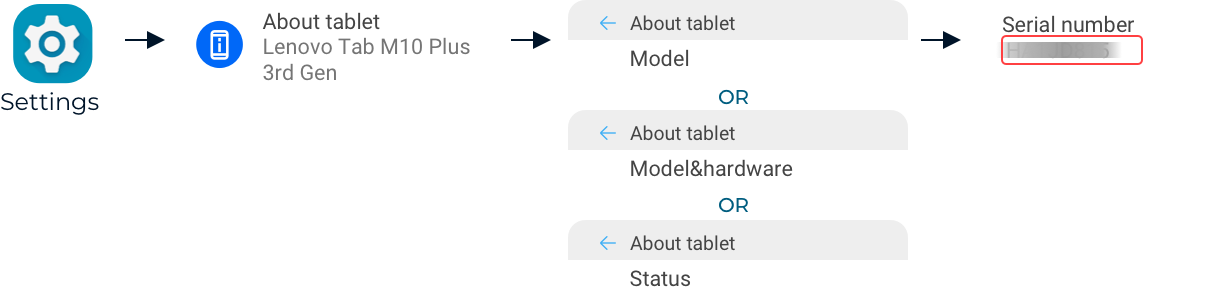 Settings
About tablet
Lenovo Tab M10 Plus
3rd Gen
About tablet
Model
OR
About tablet
Model&hardware
OR
About tablet
Status
Serial number